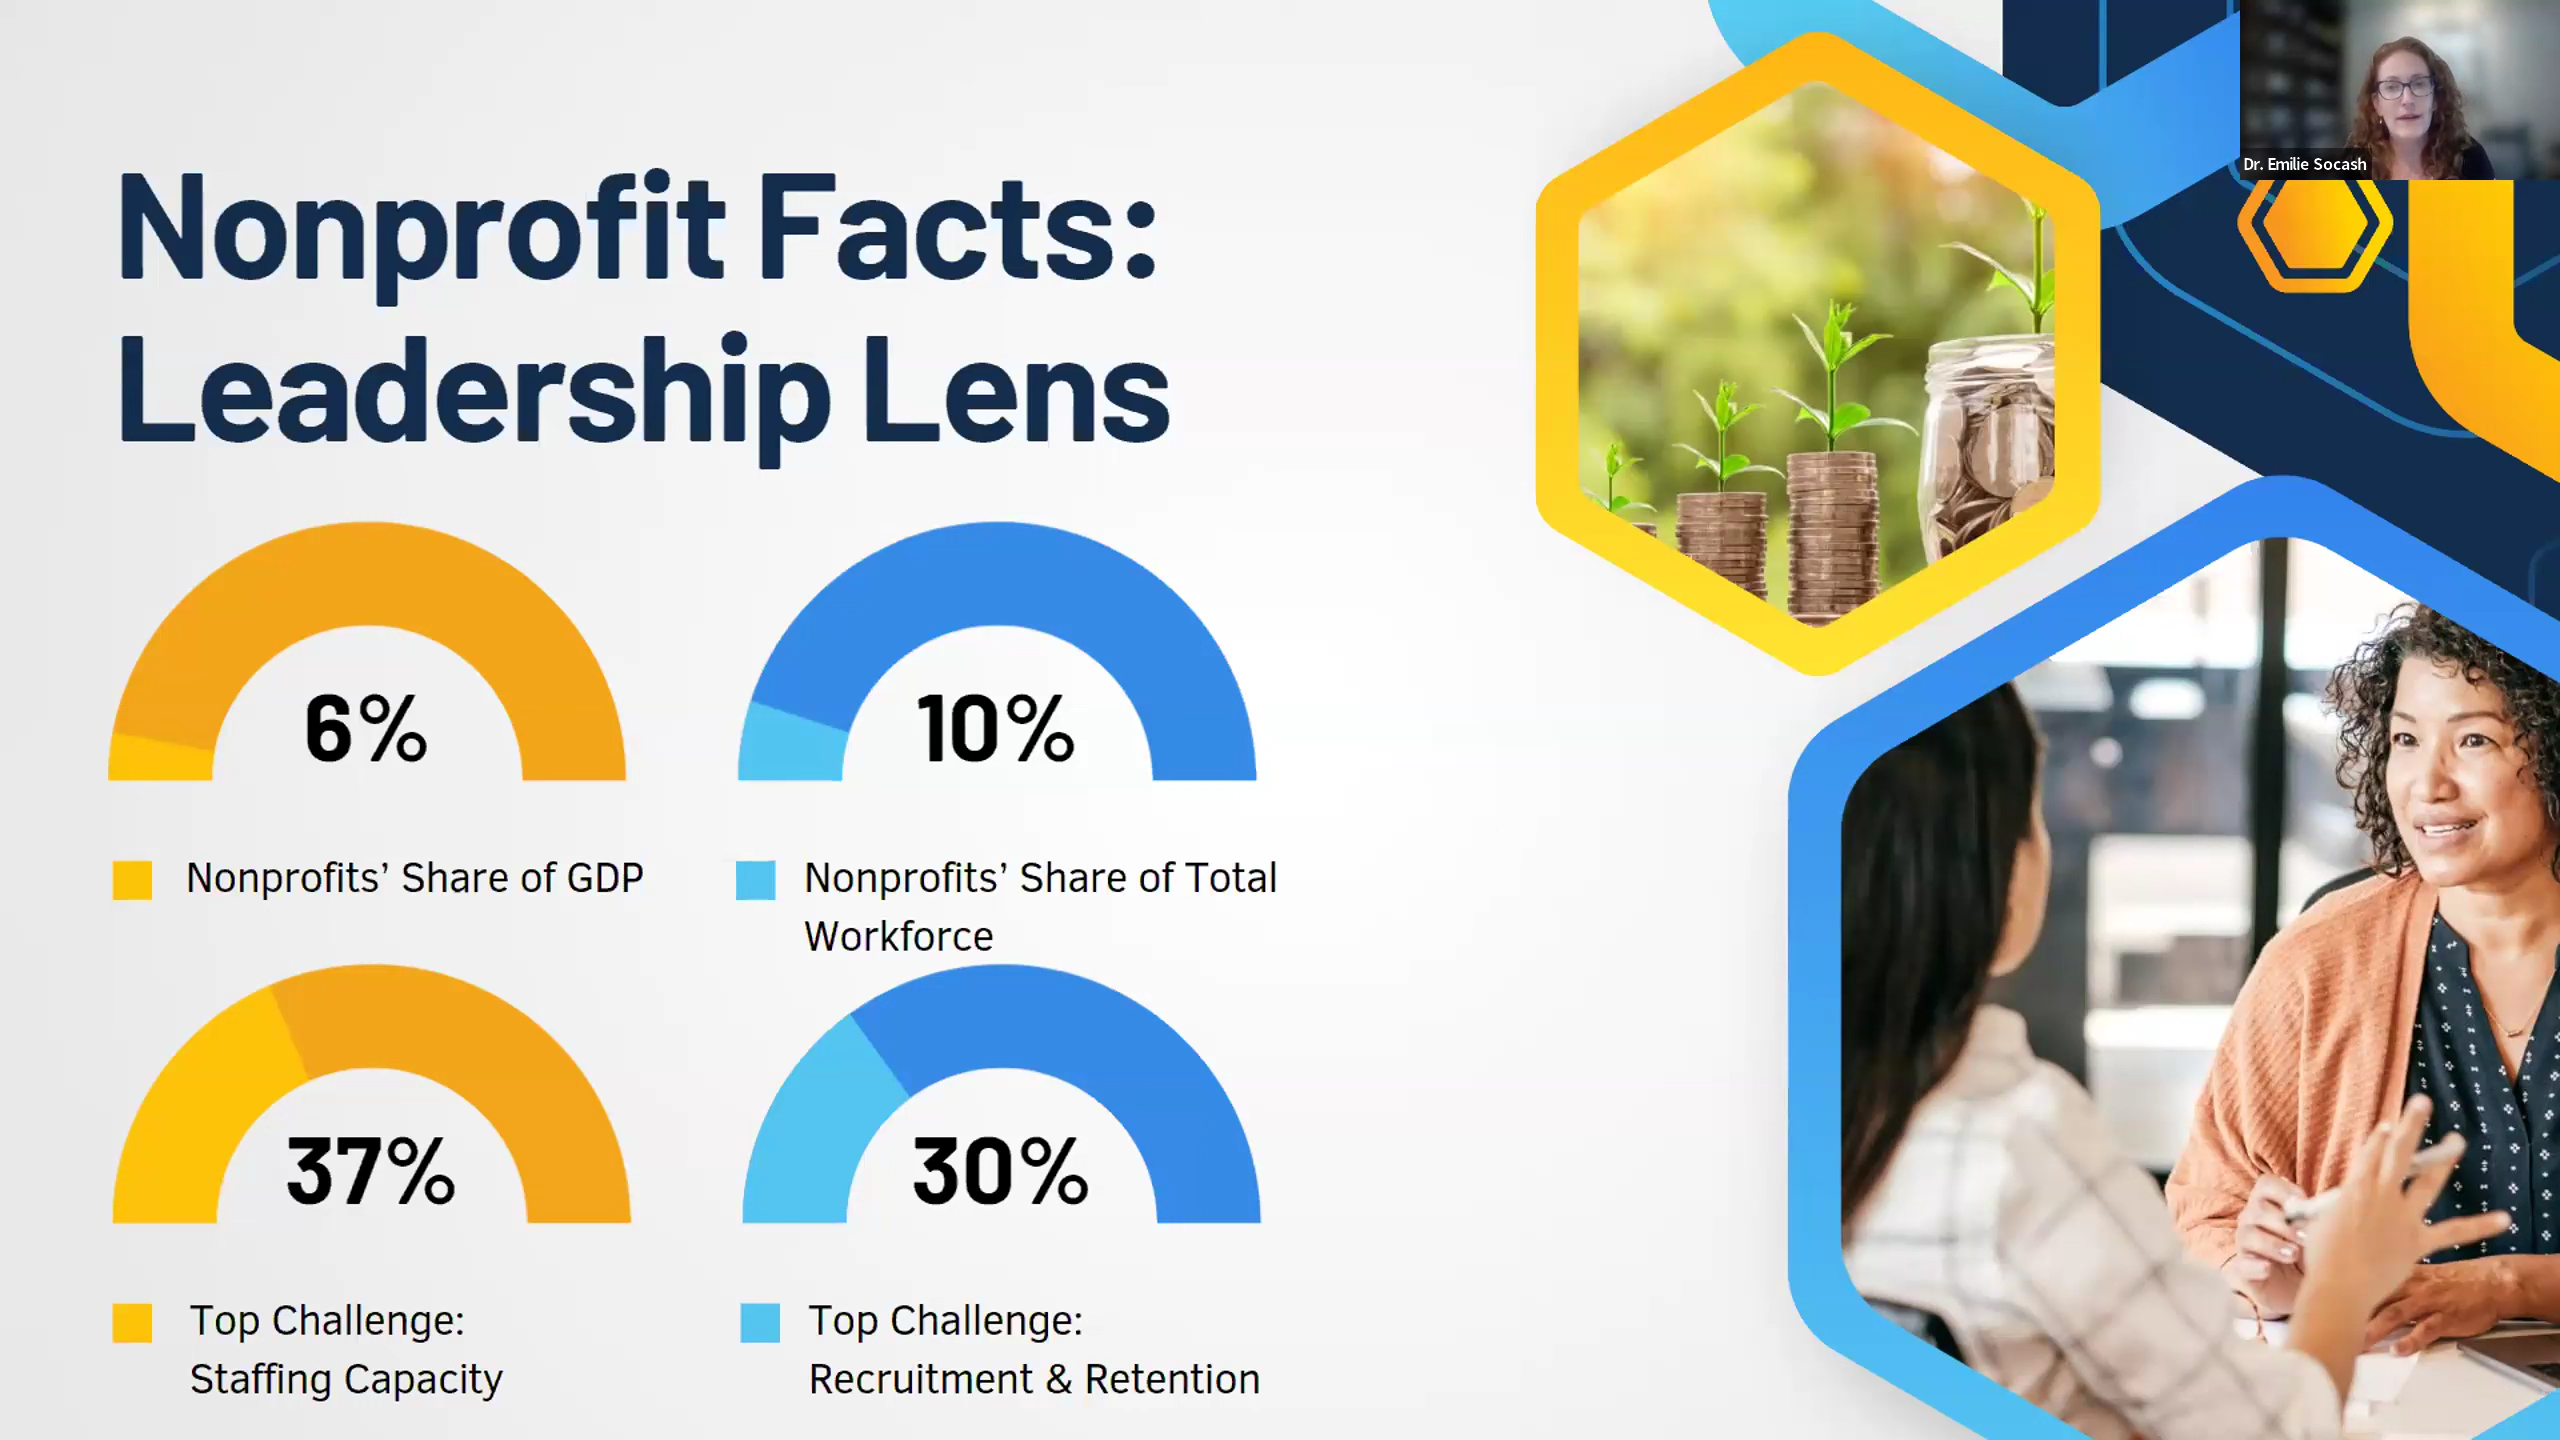 Dr. Emilie Socash
Nonprofit Facts:
Leadership Lens
6%
10%
Nonprofits’ Share of GDP
Nonprofits’ Share of Total
Workforce
37%
30%
Top Challenge:
Staffing Capacity
Top Challenge:
Recruitment & Retention